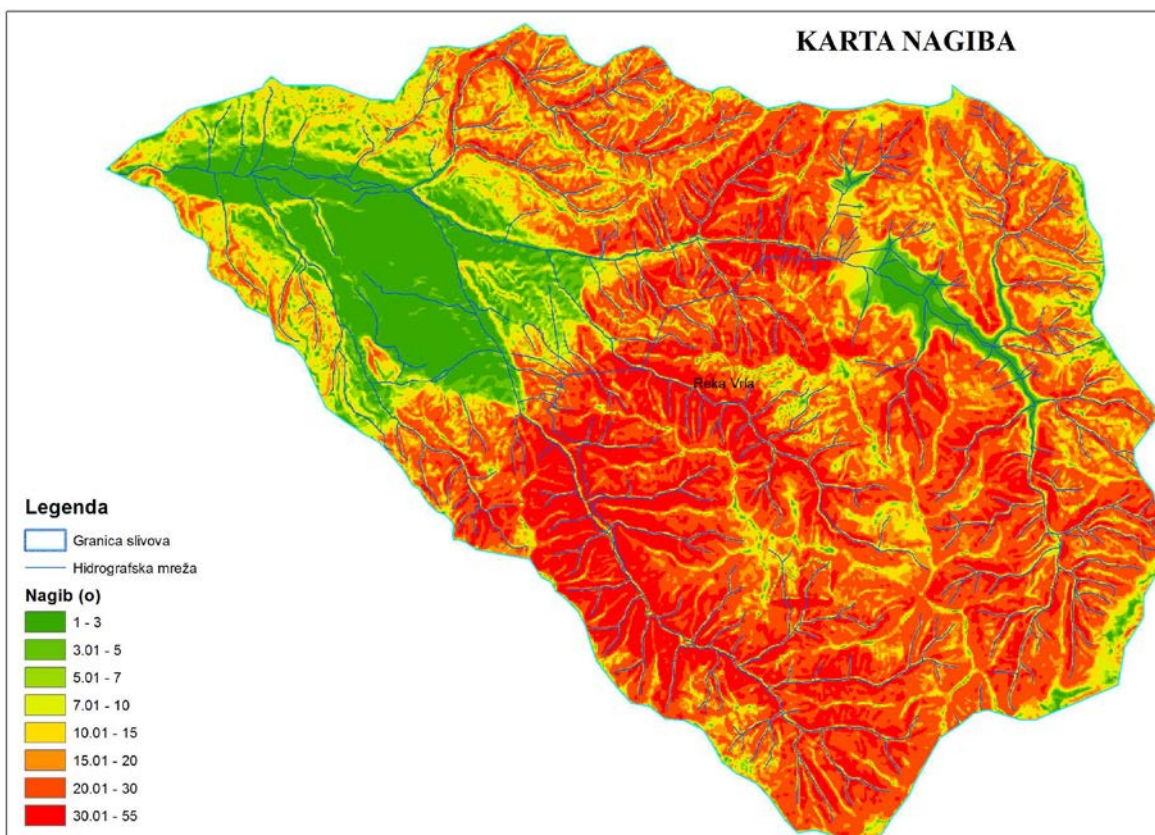 KARTA NAGIBA
Reka Vrla
Legenda
Granica slivova
Hidrografska mreža
Nagib (o)
1 - 3
3.01 - 5
5.01 - 7
7.01 - 10
10.01 - 15
15.01 - 20
20.01 - 30
30.01 - 55